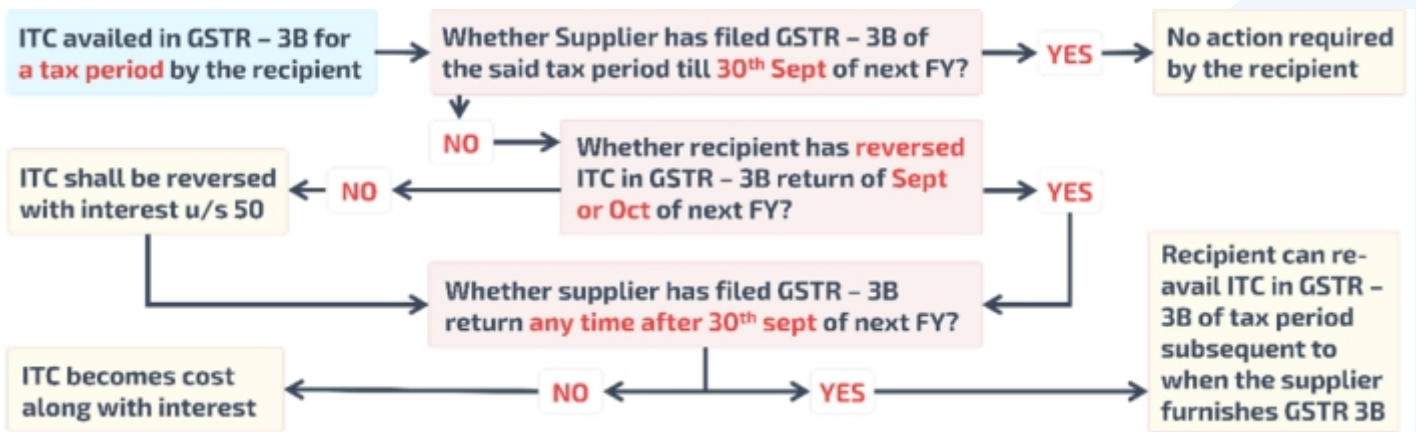 ITC availed in GSTR – 3B for
a tax period by the recipient
Whether Supplier has filed GSTR – 3B of
the said tax period till 30th Sept of next FY?
YES
No action required
by the recipient
NO
Whether recipient has reversed
ITC in GSTR – 3B return of Sept
or Oct of next FY?
NO
ITC shall be reversed
with interest u/s 50
YES
Whether supplier has filed GSTR – 3B
return any time after 30th sept of next FY?
Recipient can re-
avail ITC in GSTR –
3B of tax period
subsequent to
when the supplier
furnishes GSTR 3B
ITC becomes cost
along with interest
NO
YES